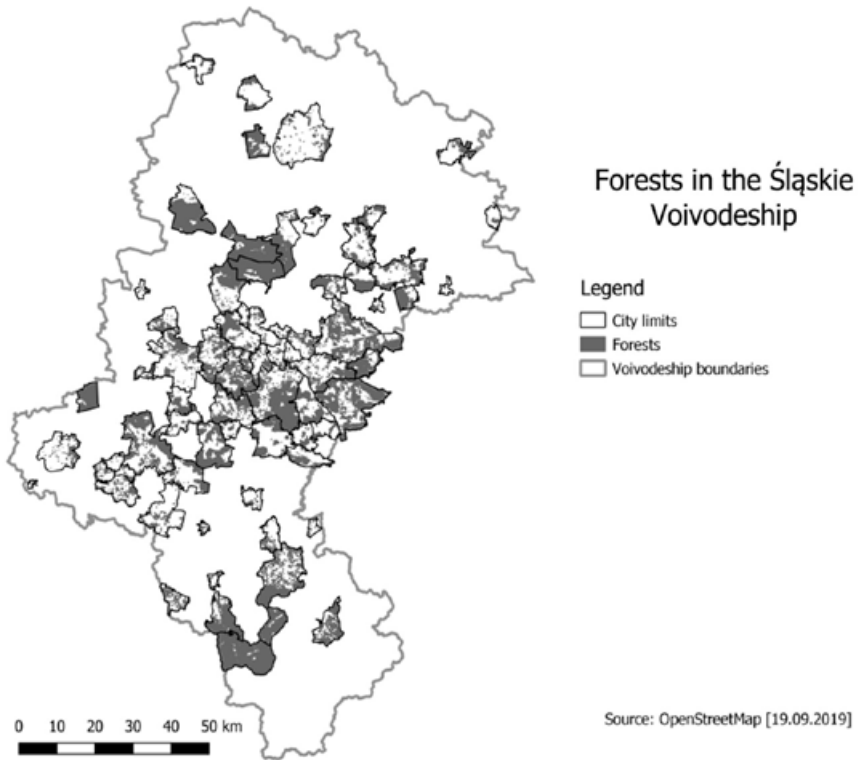 Forests in the Śląskie
Voivodeship
Legend
City limits
Forests
Voivodeship boundaries
0 10 20 30 40 50 km
Source: OpenStreetMap [19.09.2019]